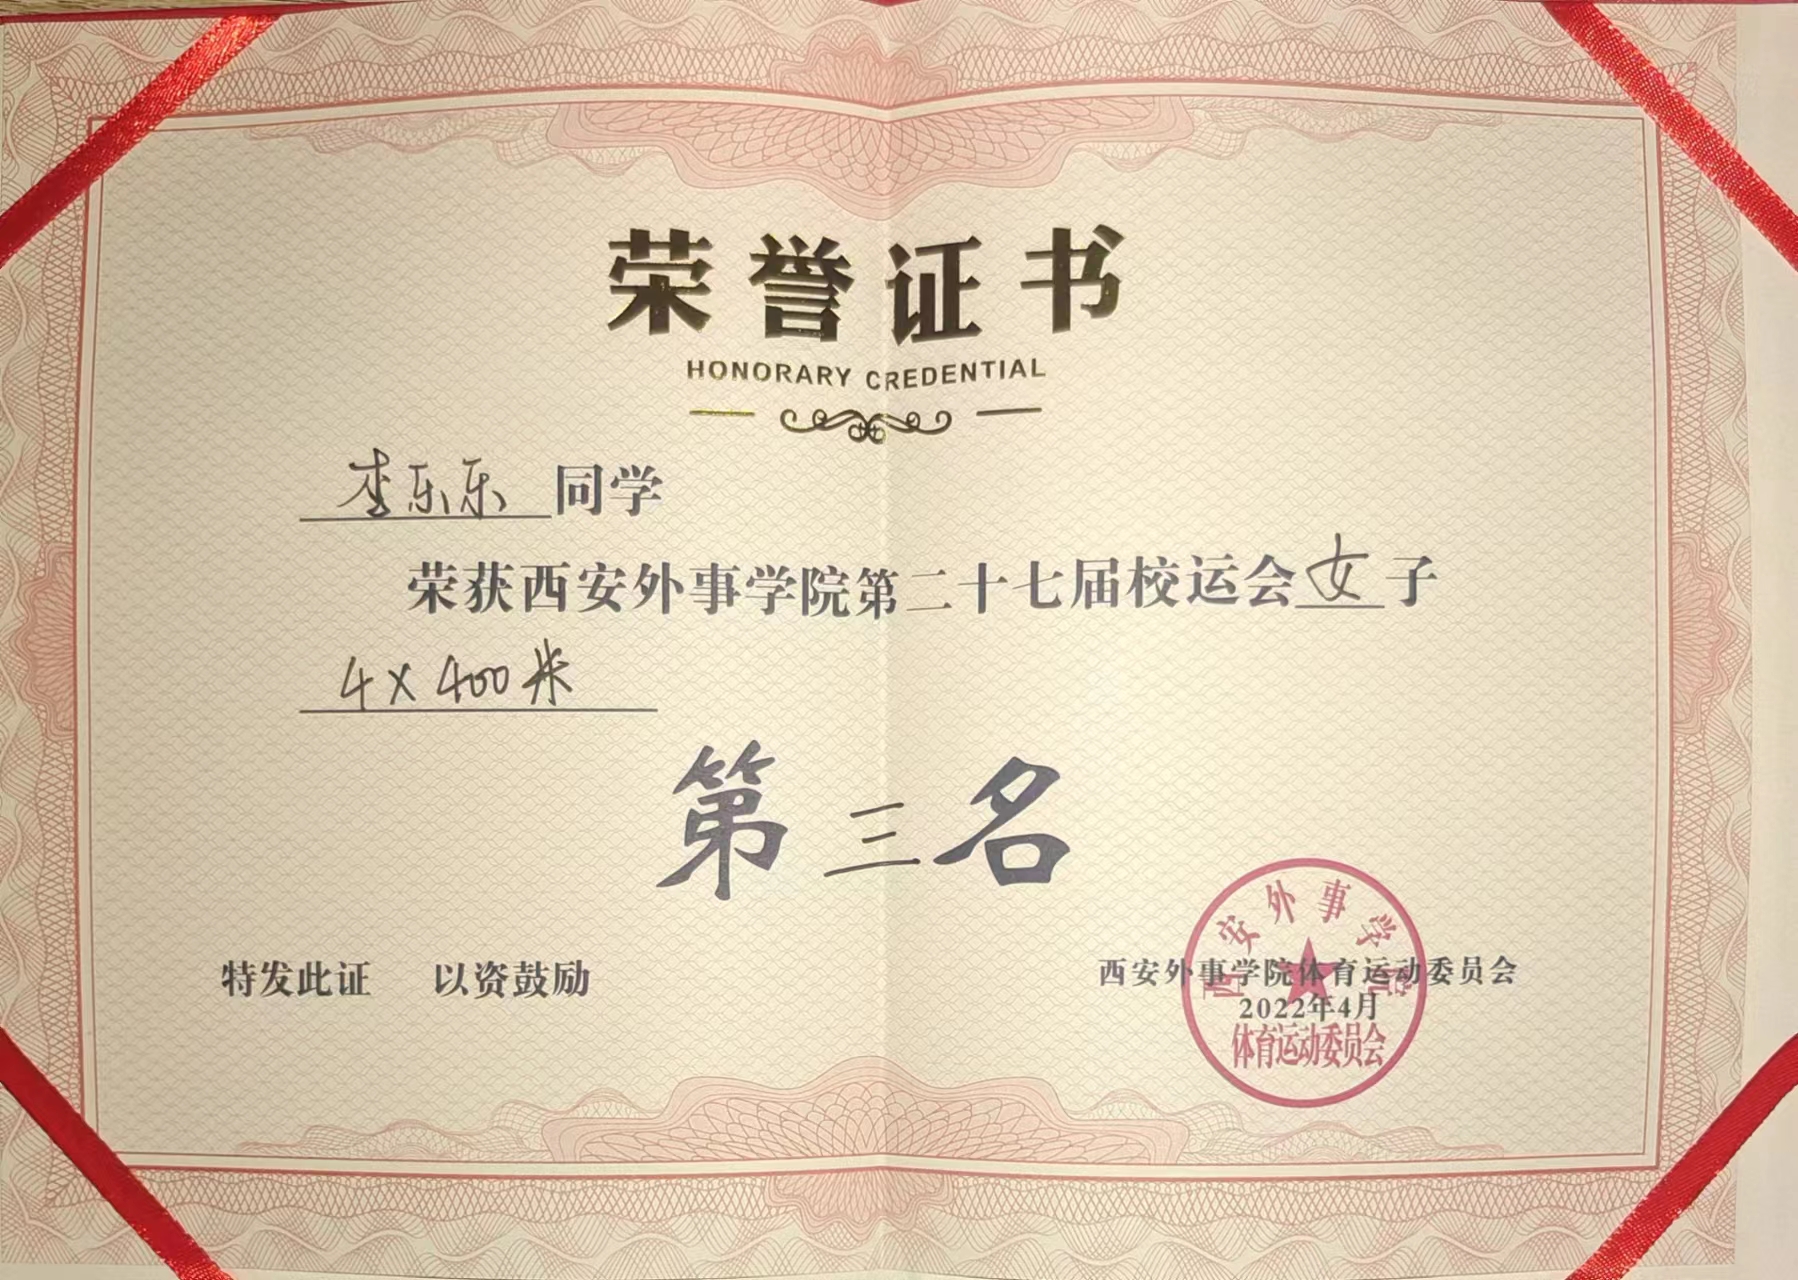 荣誉证书
HONORARY CREDENTIAL
李乐乐同学
荣获西安外事学院第二十七届校运会女子
4×400米
第三名
特发此证 以资鼓励
西安外事学院体育运动委员会
2022年4月
西安外事学院
体育运动委员会